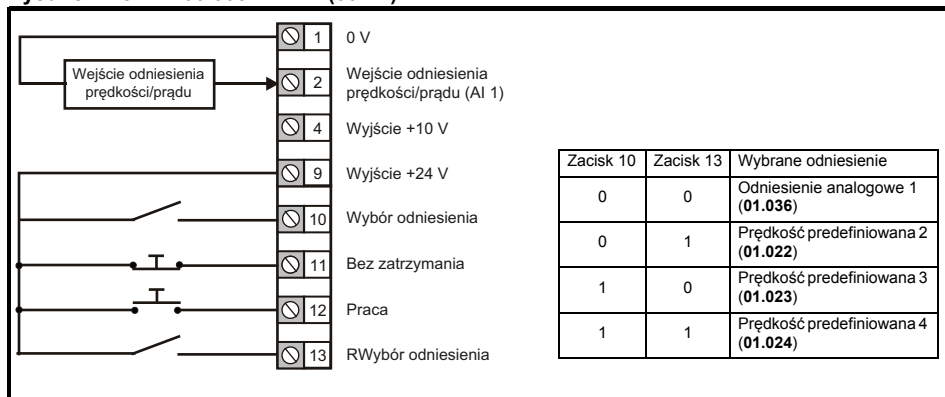 1 0 V
Wejście odniesienia
prędkości/prądu
2 Wejście odniesienia
prędkości/prądu (AI 1)
4 Wyjście +10 V
9 Wyjście +24 V
10 Wybór odniesienia
11 Bez zatrzymania
12 Praca
13 RWybór odniesienia
Zacisk 10 Zacisk 13 Wybrane odniesienie
0 0 Odniesienie analogowe 1
(01.036)
0 1 Prędkość predefiniowana 2
(01.022)
1 0 Prędkość predefiniowana 3
(01.023)
1 1 Prędkość predefiniowana 4
(01.024)